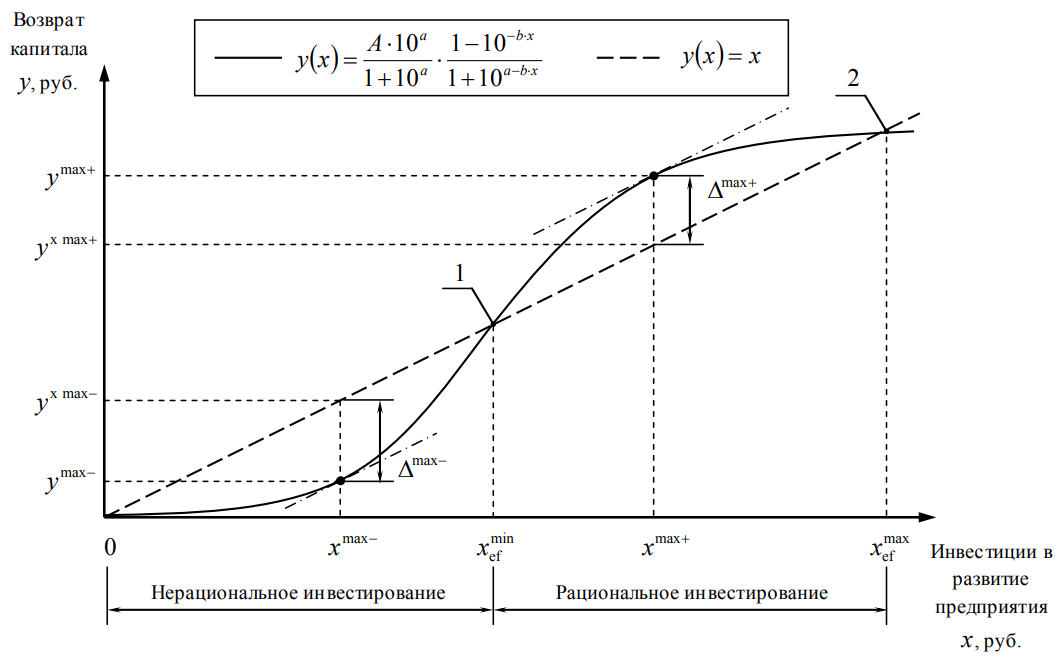 Возврат
капитала
y, руб.
y(x) = A·10^a / (1+10^a) · (1−10^(−b·x)) / (1+10^(a−b·x))
y(x) = x
2
y^max+
Δ^max+
y^x max+
1
y^x max−
y^max−
Δ^max−
0
x^max−
x_ef^min
x^max+
x_ef^max
Инвестиции в
развитие
предприятия
x, руб.
Нерациональное инвестирование
Рациональное инвестирование